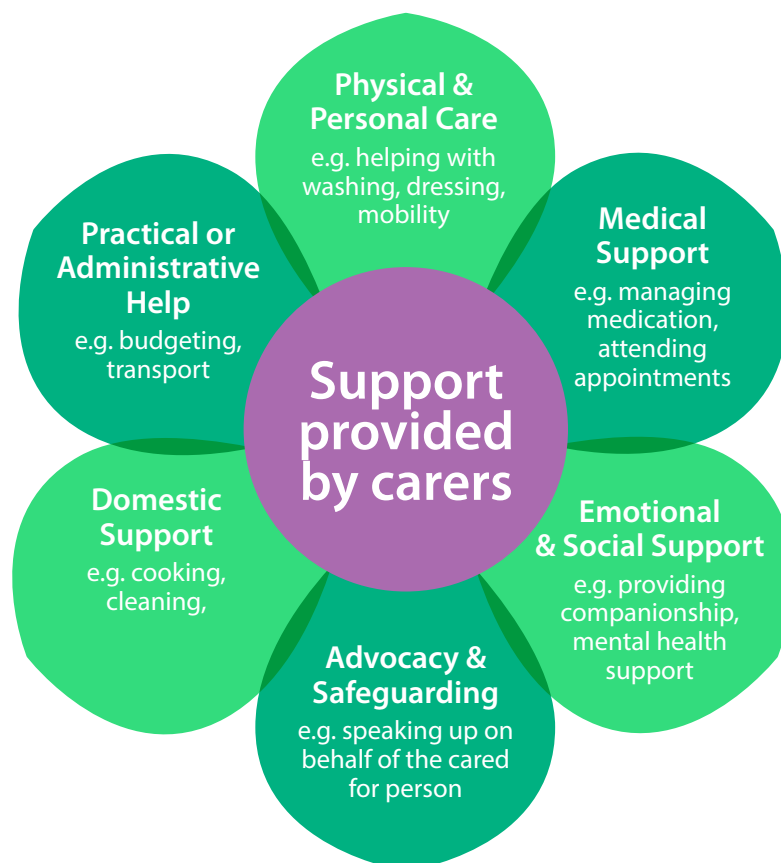 Physical &
Personal Care
e.g. helping with
washing, dressing,
mobility
Medical
Support
e.g. managing
medication,
attending
appointments
Emotional
& Social Support
e.g. providing
companionship,
mental health
support
Advocacy &
Safeguarding
e.g. speaking up on
behalf of the cared
for person
Domestic
Support
e.g. cooking,
cleaning,
Practical or
Administrative
Help
e.g. budgeting,
transport
Support
provided
by carers